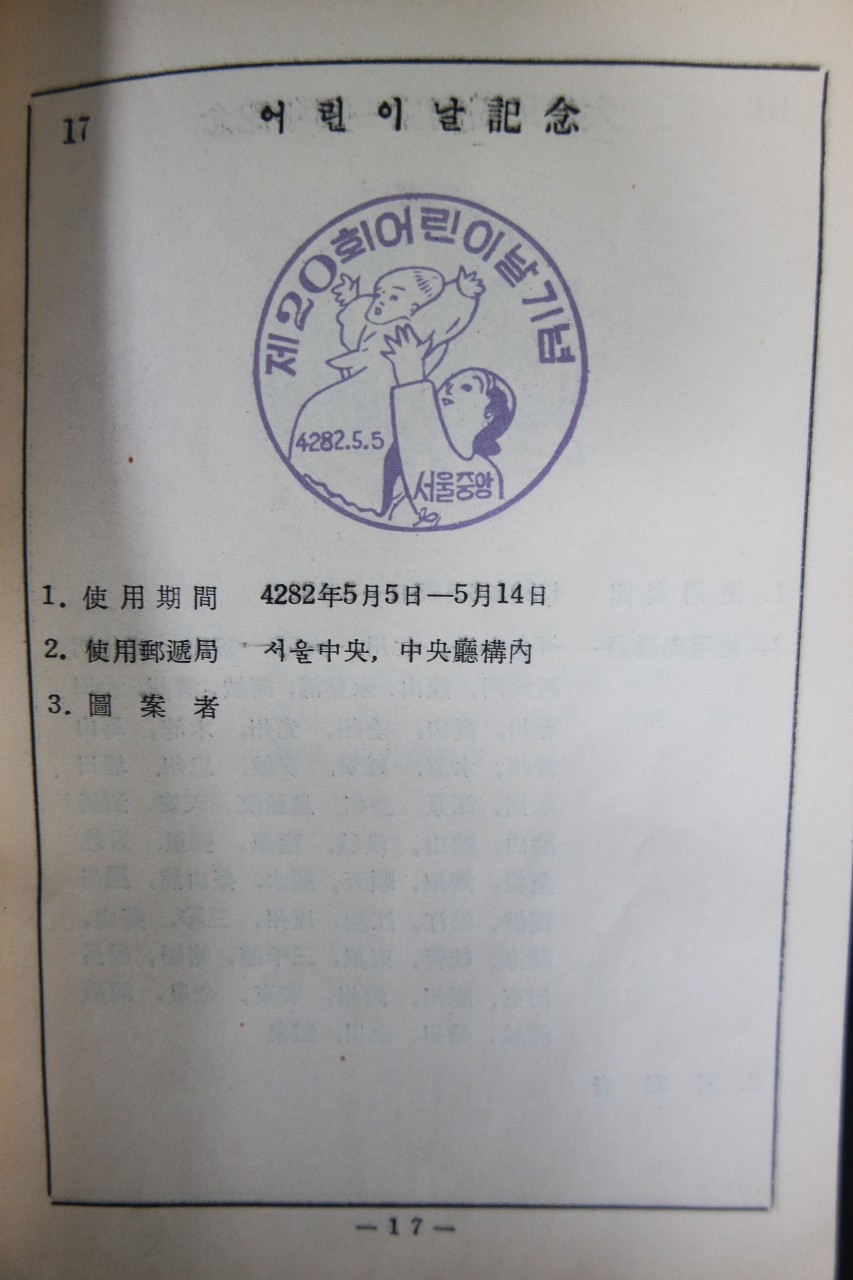 17
어린이날記念
제20회어린이날기념
4282.5.5
서울중앙
1. 使用期間 4282年5月5日—5月14日
2. 使用郵遞局 서울中央, 中央廳構內
3. 圖案者
—17—